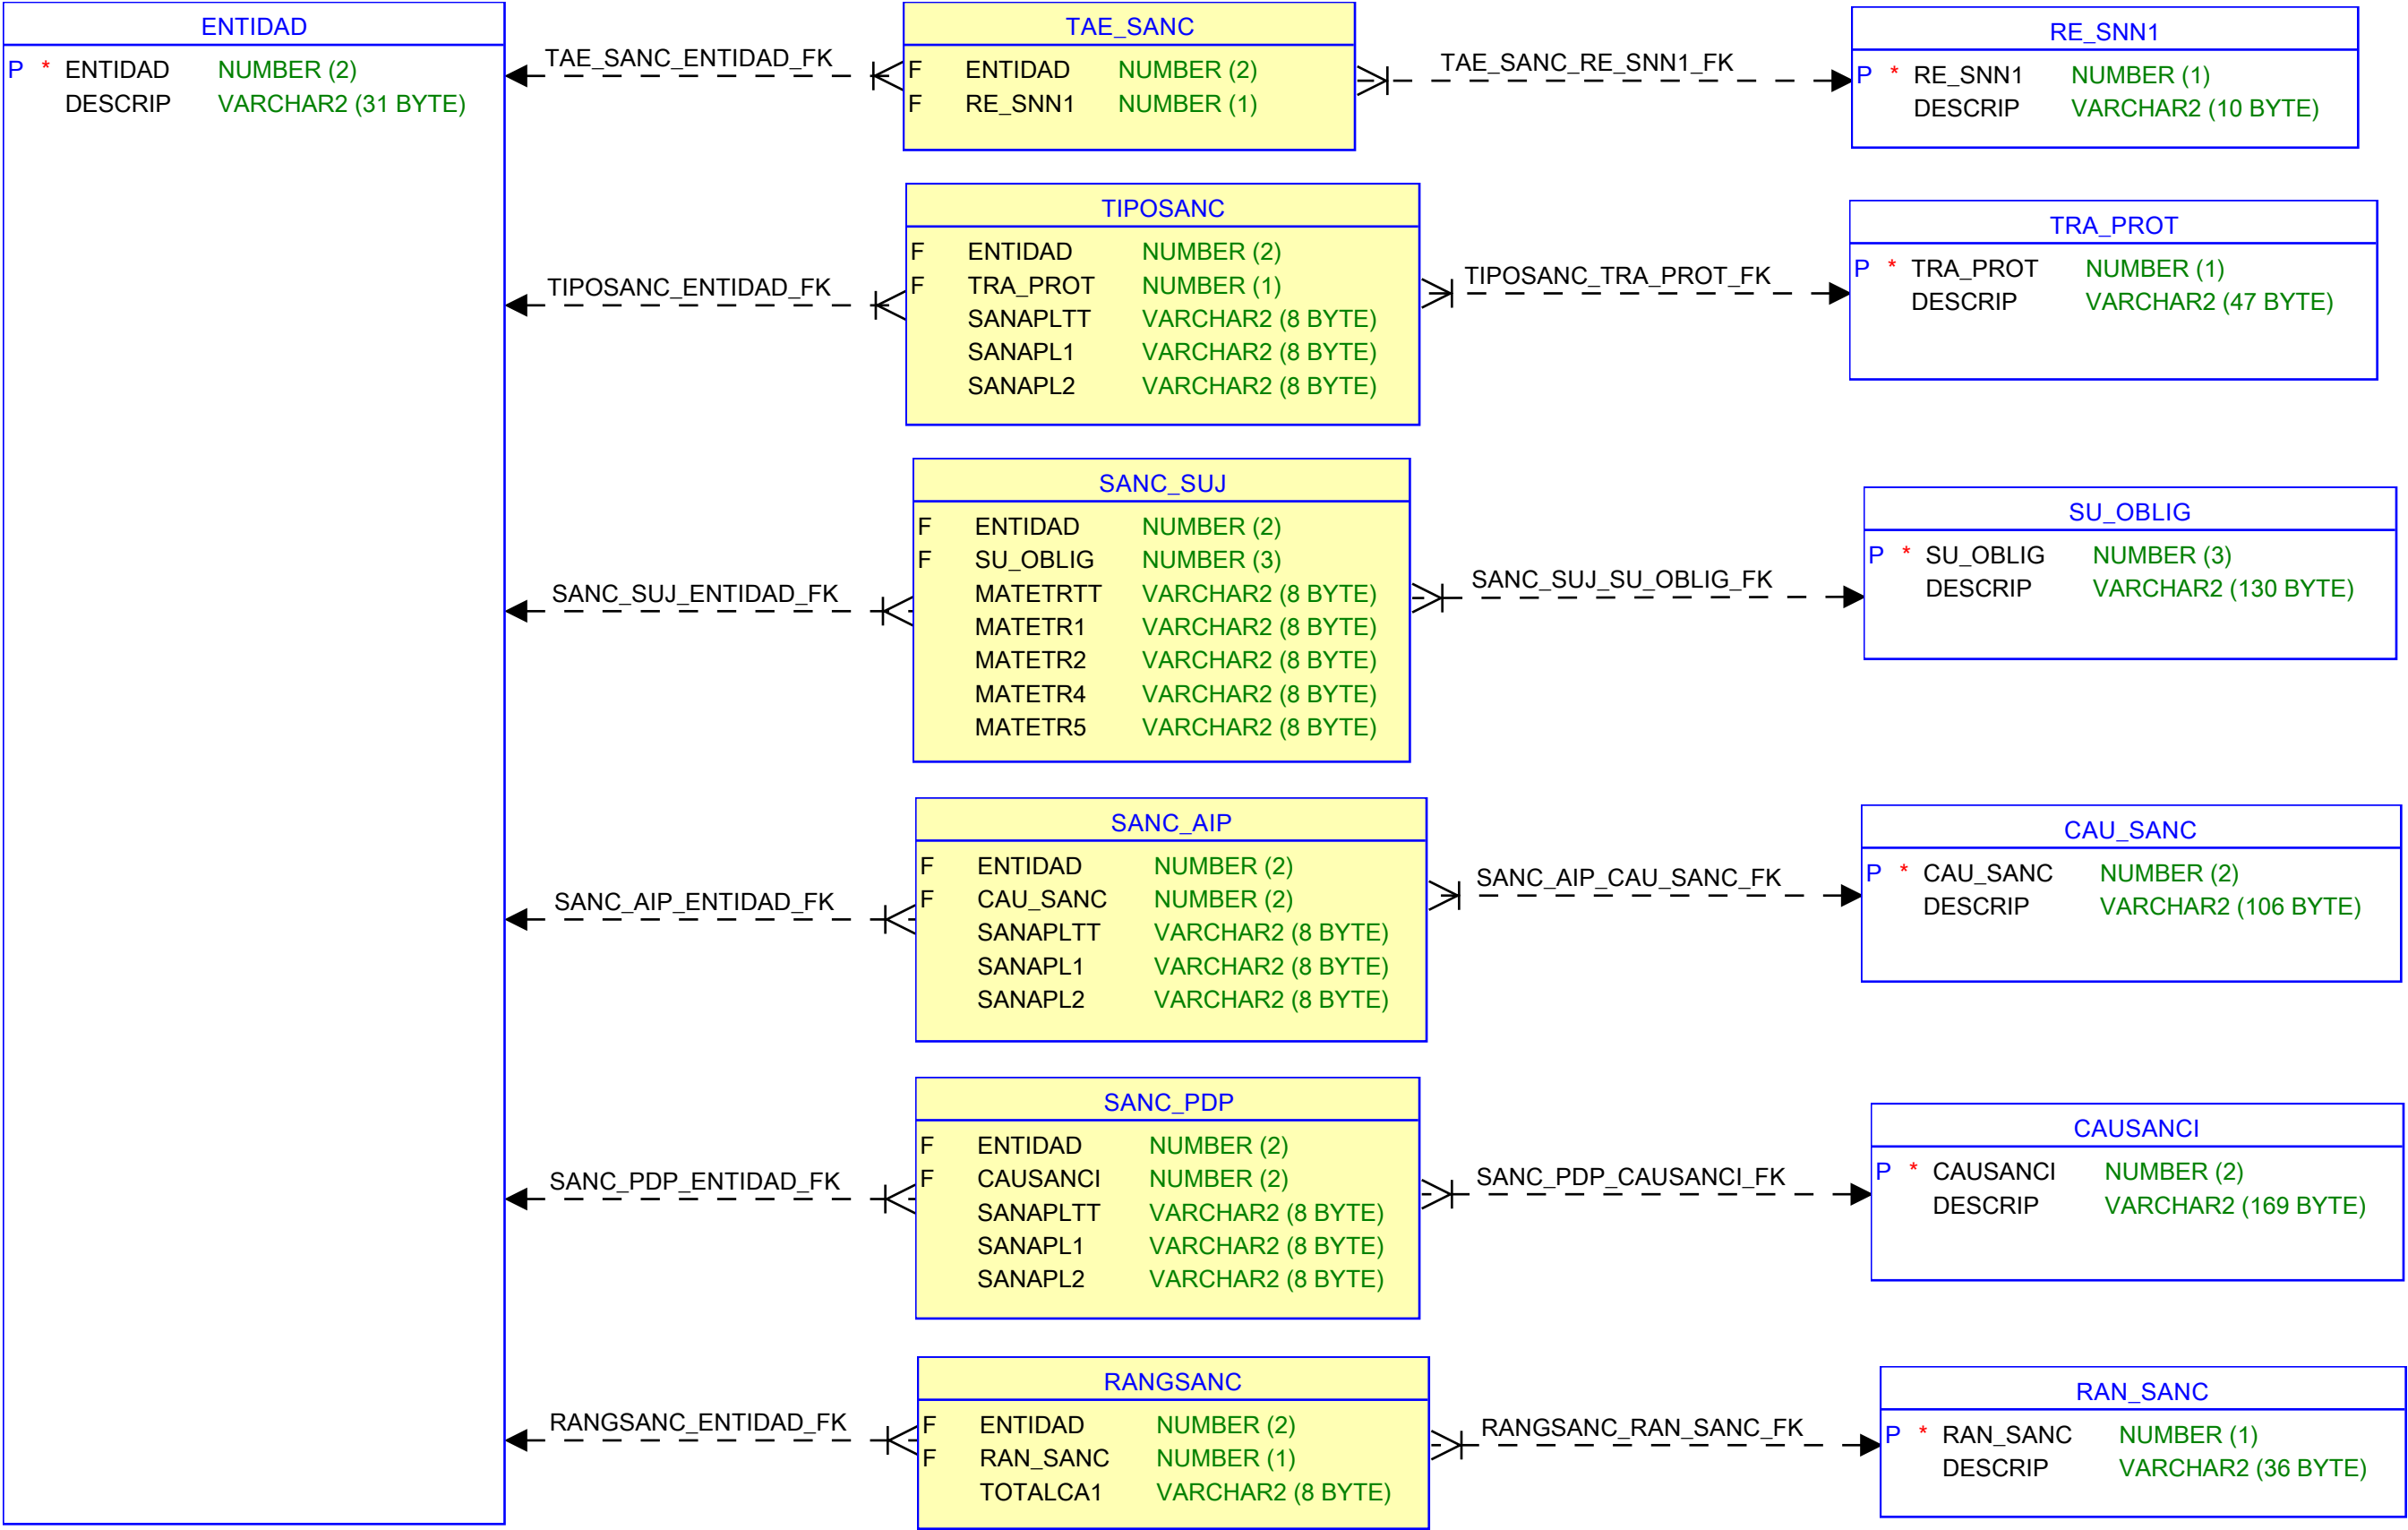 ENTIDAD
P * ENTIDAD NUMBER (2)
DESCRIP VARCHAR2 (31 BYTE)
TAE_SANC_ENTIDAD_FK
TAE_SANC
F ENTIDAD NUMBER (2)
F RE_SNN1 NUMBER (1)
TAE_SANC_RE_SNN1_FK
RE_SNN1
P * RE_SNN1 NUMBER (1)
DESCRIP VARCHAR2 (10 BYTE)
TIPOSANC_ENTIDAD_FK
TIPOSANC
F ENTIDAD NUMBER (2)
F TRA_PROT NUMBER (1)
SANAPLTT VARCHAR2 (8 BYTE)
SANAPL1 VARCHAR2 (8 BYTE)
SANAPL2 VARCHAR2 (8 BYTE)
TIPOSANC_TRA_PROT_FK
TRA_PROT
P * TRA_PROT NUMBER (1)
DESCRIP VARCHAR2 (47 BYTE)
SANC_SUJ_ENTIDAD_FK
SANC_SUJ
F ENTIDAD NUMBER (2)
F SU_OBLIG NUMBER (3)
MATETRTT VARCHAR2 (8 BYTE)
MATETR1 VARCHAR2 (8 BYTE)
MATETR2 VARCHAR2 (8 BYTE)
MATETR4 VARCHAR2 (8 BYTE)
MATETR5 VARCHAR2 (8 BYTE)
SANC_SUJ_SU_OBLIG_FK
SU_OBLIG
P * SU_OBLIG NUMBER (3)
DESCRIP VARCHAR2 (130 BYTE)
SANC_AIP_ENTIDAD_FK
SANC_AIP
F ENTIDAD NUMBER (2)
F CAU_SANC NUMBER (2)
SANAPLTT VARCHAR2 (8 BYTE)
SANAPL1 VARCHAR2 (8 BYTE)
SANAPL2 VARCHAR2 (8 BYTE)
SANC_AIP_CAU_SANC_FK
CAU_SANC
P * CAU_SANC NUMBER (2)
DESCRIP VARCHAR2 (106 BYTE)
SANC_PDP_ENTIDAD_FK
SANC_PDP
F ENTIDAD NUMBER (2)
F CAUSANCI NUMBER (2)
SANAPLTT VARCHAR2 (8 BYTE)
SANAPL1 VARCHAR2 (8 BYTE)
SANAPL2 VARCHAR2 (8 BYTE)
SANC_PDP_CAUSANCI_FK
CAUSANCI
P * CAUSANCI NUMBER (2)
DESCRIP VARCHAR2 (169 BYTE)
RANGSANC_ENTIDAD_FK
RANGSANC
F ENTIDAD NUMBER (2)
F RAN_SANC NUMBER (1)
TOTALCA1 VARCHAR2 (8 BYTE)
RANGSANC_RAN_SANC_FK
RAN_SANC
P * RAN_SANC NUMBER (1)
DESCRIP VARCHAR2 (36 BYTE)